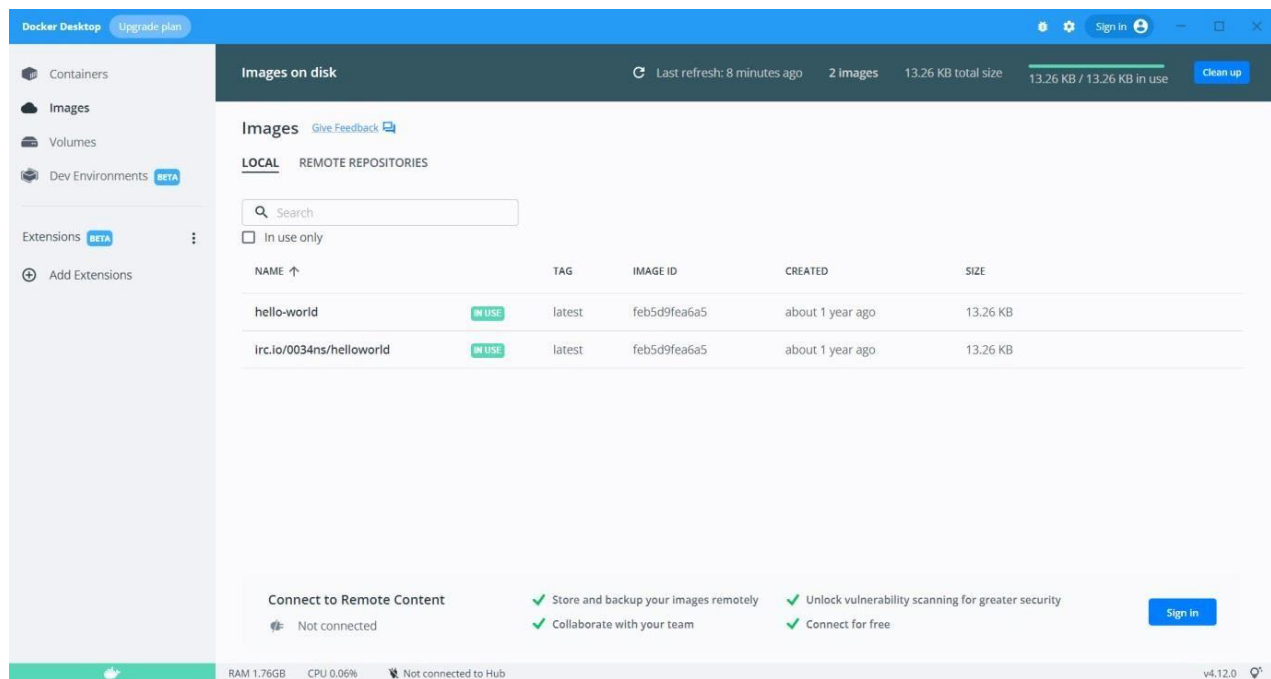 Docker Desktop Upgrade plan Sign in
Containers
Images
Volumes
Dev Environments BETA
Extensions BETA
Add Extensions
Images on disk Last refresh: 8 minutes ago 2 images 13.26 KB total size 13.26 KB / 13.26 KB in use Clean up
Images Give Feedback
LOCAL REMOTE REPOSITORIES
Search
In use only
NAME TAG IMAGE ID CREATED SIZE
hello-world IN USE latest feb5d9fea6a5 about 1 year ago 13.26 KB
irc.io/0034ns/helloworld IN USE latest feb5d9fea6a5 about 1 year ago 13.26 KB
Connect to Remote Content
Not connected
Store and backup your images remotely
Collaborate with your team
Unlock vulnerability scanning for greater security
Connect for free
Sign in
RAM 1.76GB CPU 0.06% Not connected to Hub v4.12.0